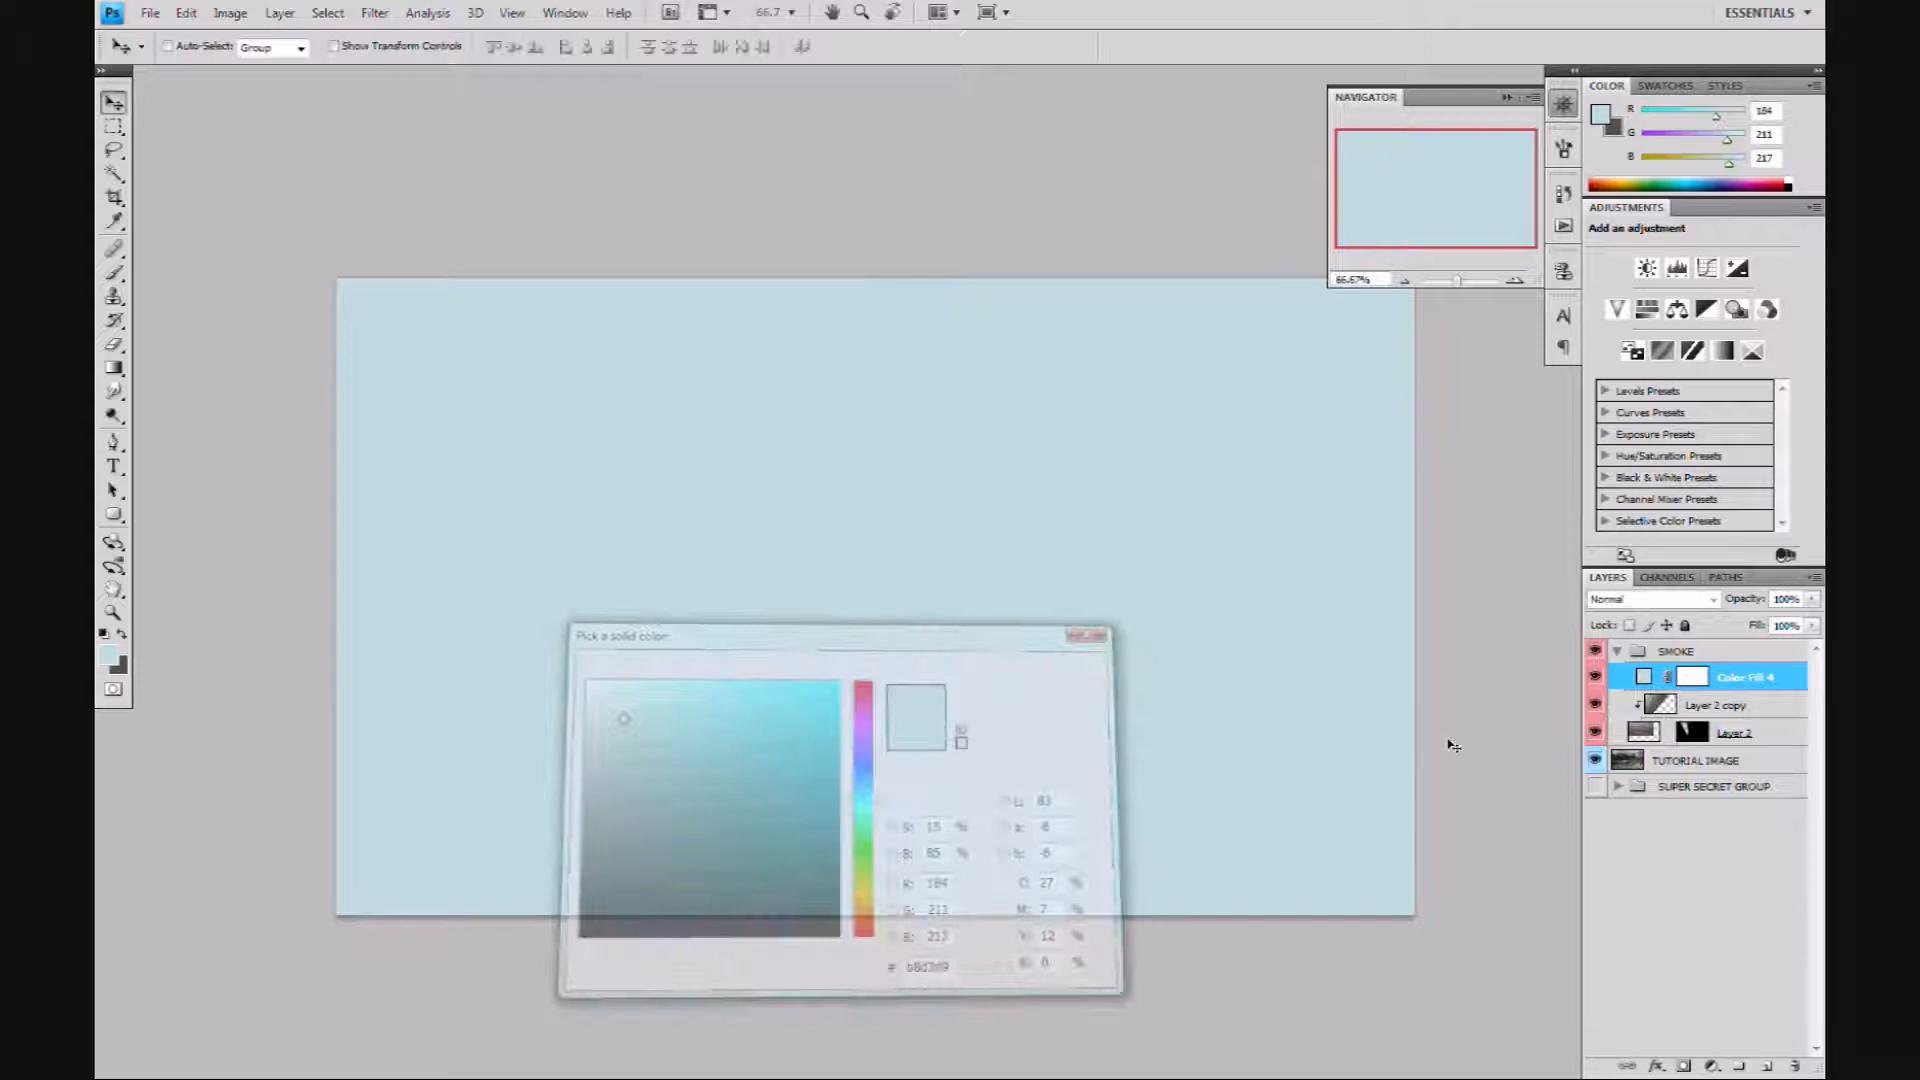 Ps File Edit Image Layer Select Filter Analysis 3D View Window Help Br 66.7 ESSENTIALS
Auto-Select: Group Show Transform Controls
NAVIGATOR
66.67%
COLOR SWATCHES STYLES
R 184
G 211
B 217
ADJUSTMENTS
Add an adjustment
Levels Presets
Curves Presets
Exposure Presets
Hue/Saturation Presets
Black & White Presets
Channel Mixer Presets
Selective Color Presets
LAYERS CHANNELS PATHS
Normal Opacity: 100%
Lock: Fill: 100%
SMOKE
Color Fill 4
Layer 2 copy
Layer 2
TUTORIAL IMAGE
SUPER SECRET GROUP
Pick a solid color:
L: 83
S: 15 % a: -8
B: 85 % b: -6
R: 184 C: 27 %
G: 211 M: 7 %
B: 217 Y: 12 %
# b8d3d9 K: 0 %